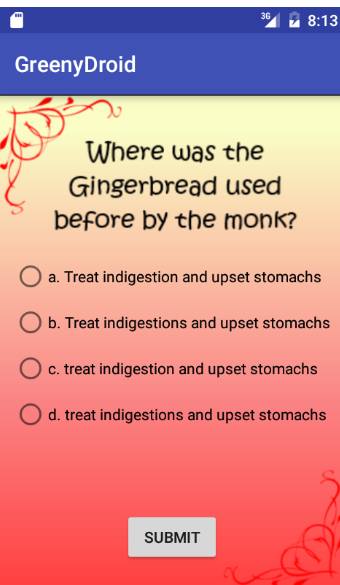 3G 8:13
GreenyDroid
Where was the
Gingerbread used
before by the monk?
a. Treat indigestion and upset stomachs
b. Treat indigestions and upset stomachs
c. treat indigestion and upset stomachs
d. treat indigestions and upset stomachs
SUBMIT